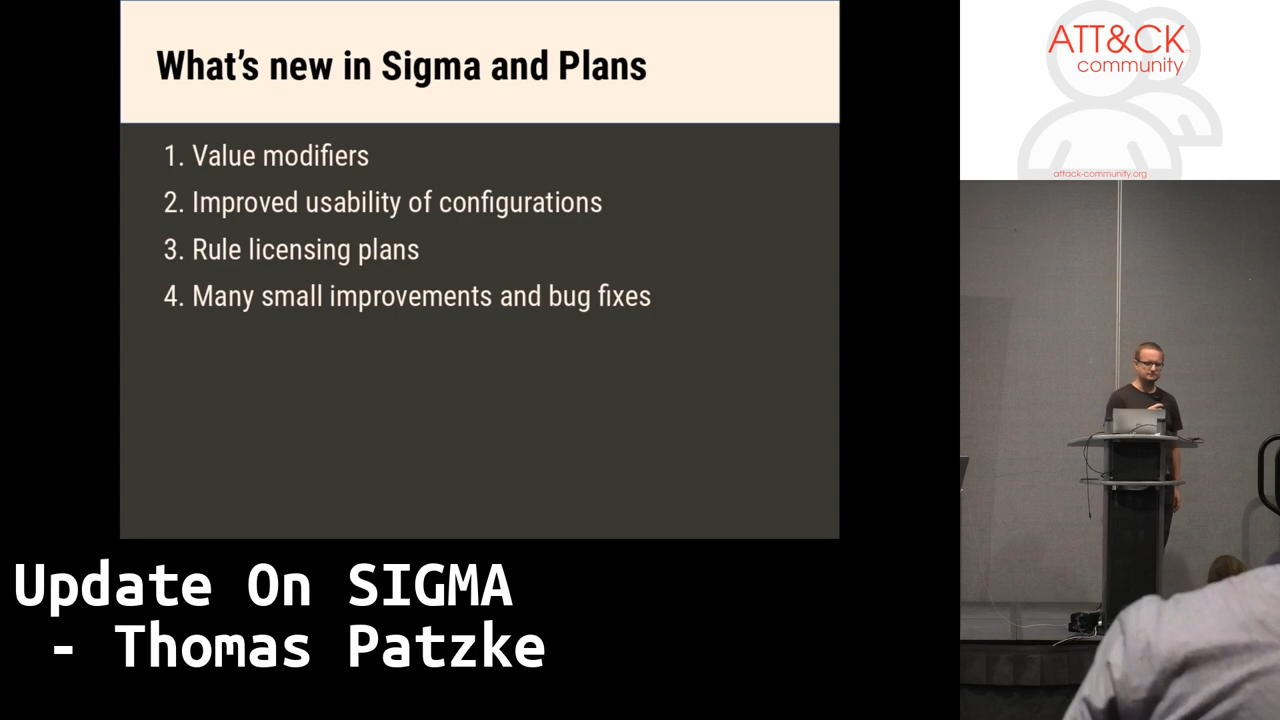 What's new in Sigma and Plans
1. Value modifiers
2. Improved usability of configurations
3. Rule licensing plans
4. Many small improvements and bug fixes
Update On SIGMA
- Thomas Patzke
ATT&CK
community
attack-community.org